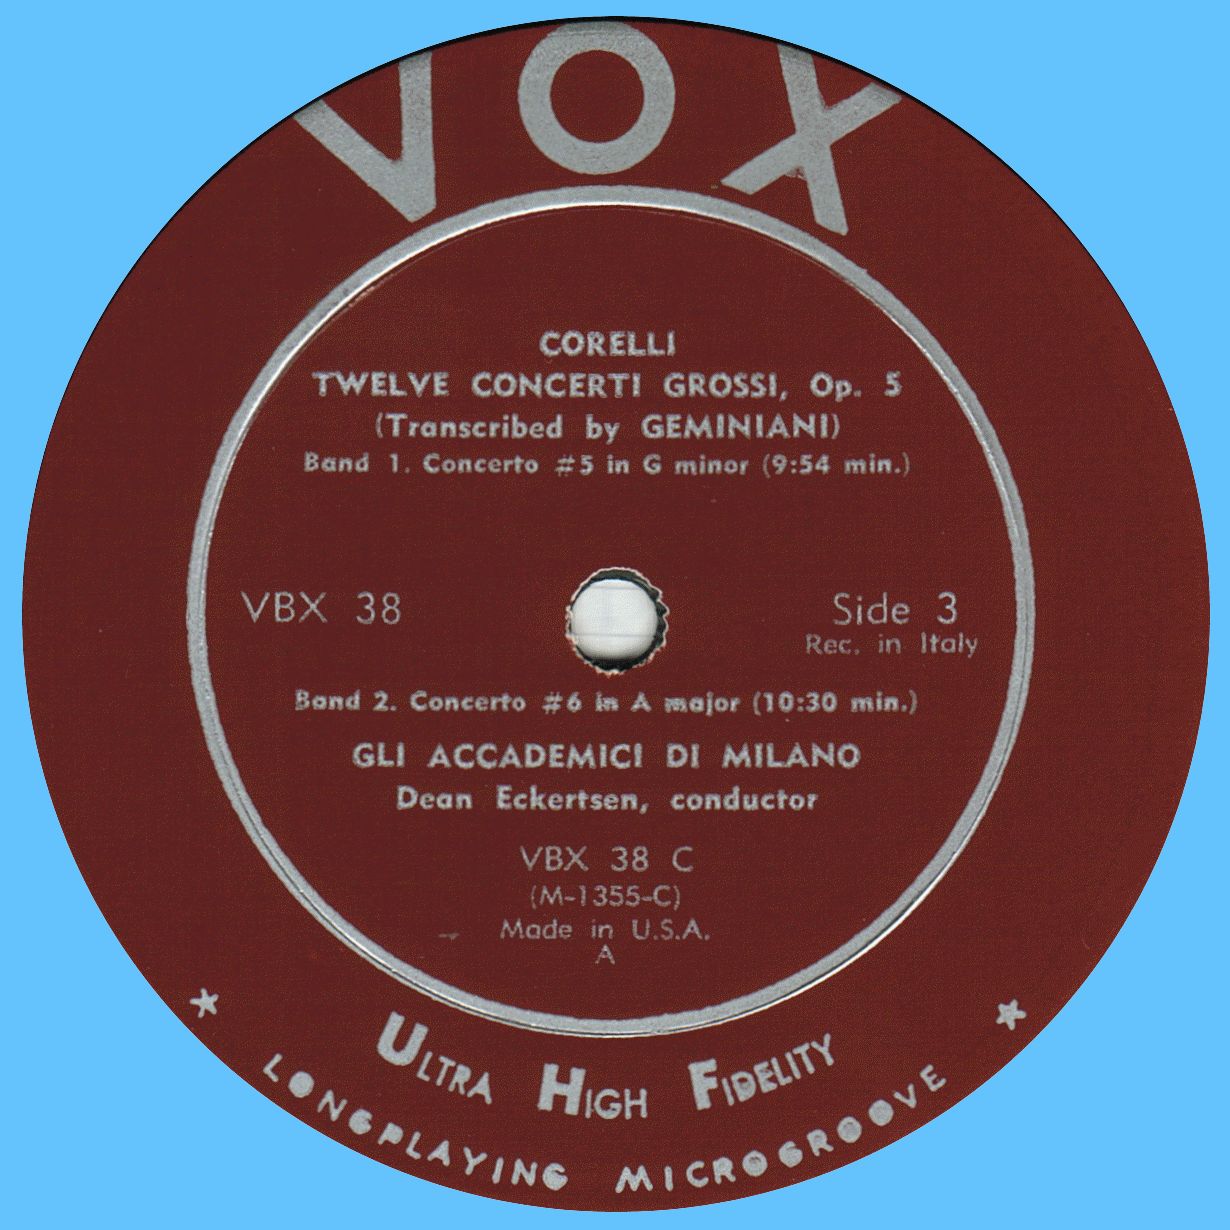 VOX
CORELLI
TWELVE CONCERTI GROSSI, Op. 5
(Transcribed by GEMINIANI)
Band 1. Concerto #5 in G minor (9:54 min.)
VBX 38
Side 3
Rec. in Italy
Band 2. Concerto #6 in A major (10:30 min.)
GLI ACCADEMICI DI MILANO
Dean Eckertsen, conductor
VBX 38 C
(M-1355-C)
Made in U.S.A.
A
ULTRA HIGH FIDELITY
LONGPLAYING MICROGROOVE